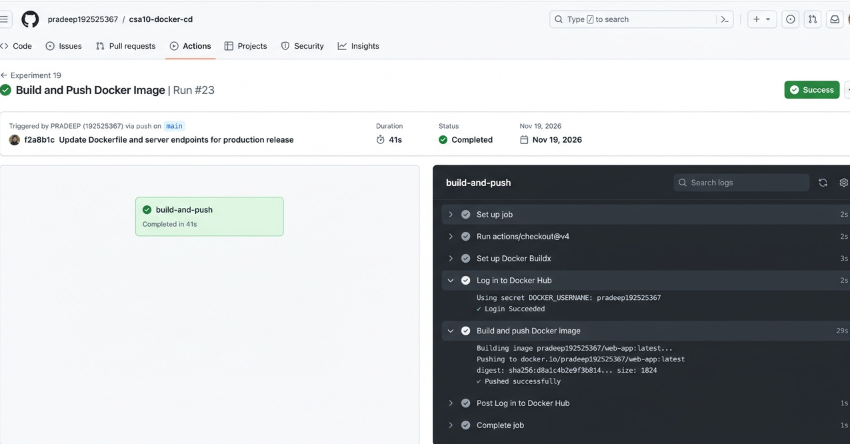 pradeep192525367 / csa10-docker-cd
Type / to search
Code
Issues
Pull requests
Actions
Projects
Security
Insights
← Experiment 19
Build and Push Docker Image | Run #23
Success
Triggered by PRADEEP (192525367) via push on main
f2a8b1c Update Dockerfile and server endpoints for production release
Duration
41s
Status
Completed
Nov 19, 2026
Nov 19, 2026
build-and-push
Completed in 41s
build-and-push
Search logs
Set up job 2s
Run actions/checkout@v4 2s
Set up Docker Buildx 3s
Log in to Docker Hub 2s
Using secret DOCKER_USERNAME: pradeep192525367
✓ Login Succeeded
Build and push Docker Image 29s
Building image pradeep192525367/web-app:latest...
Pushing to docker.io/pradeep192525367/web-app:latest
digest: sha256:d8a1c4b2e9f3b814... size: 1824
✓ Pushed successfully
Post Log in to Docker Hub 1s
Complete job 1s